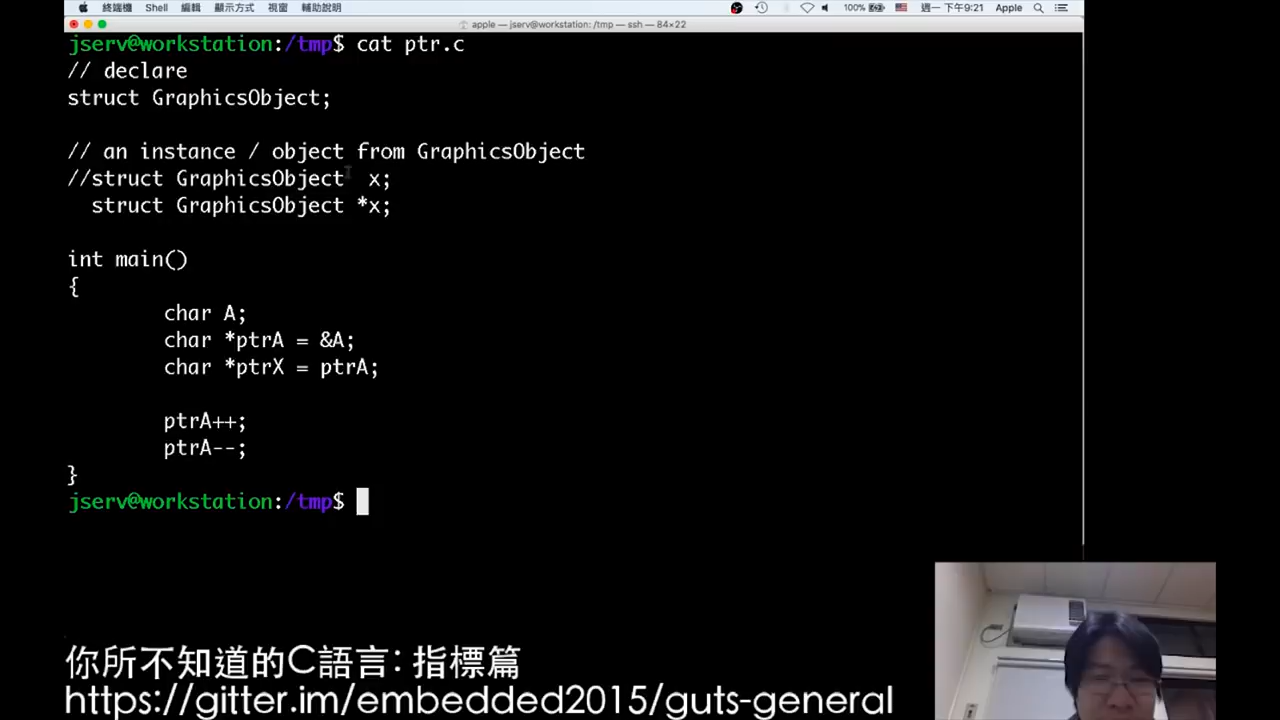 終端機 Shell 編輯 顯示方式 視窗 輔助說明 100% 週一 下午9:21 Apple
apple — jserv@workstation: /tmp — ssh — 84×22
jserv@workstation:/tmp$ cat ptr.c
// declare
struct GraphicsObject;
// an instance / object from GraphicsObject
//struct GraphicsObject  x;
  struct GraphicsObject *x;
int main()
{
        char A;
        char *ptrA = &A;
        char *ptrX = ptrA;
        ptrA++;
        ptrA--;
}
jserv@workstation:/tmp$
你所不知道的C語言: 指標篇
https://gitter.im/embedded2015/guts-general